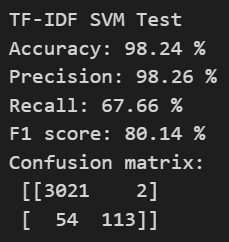 TF-IDF SVM Test
Accuracy: 98.24 %
Precision: 98.26 %
Recall: 67.66 %
F1 score: 80.14 %
Confusion matrix:
[[3021 2]
[ 54 113]]